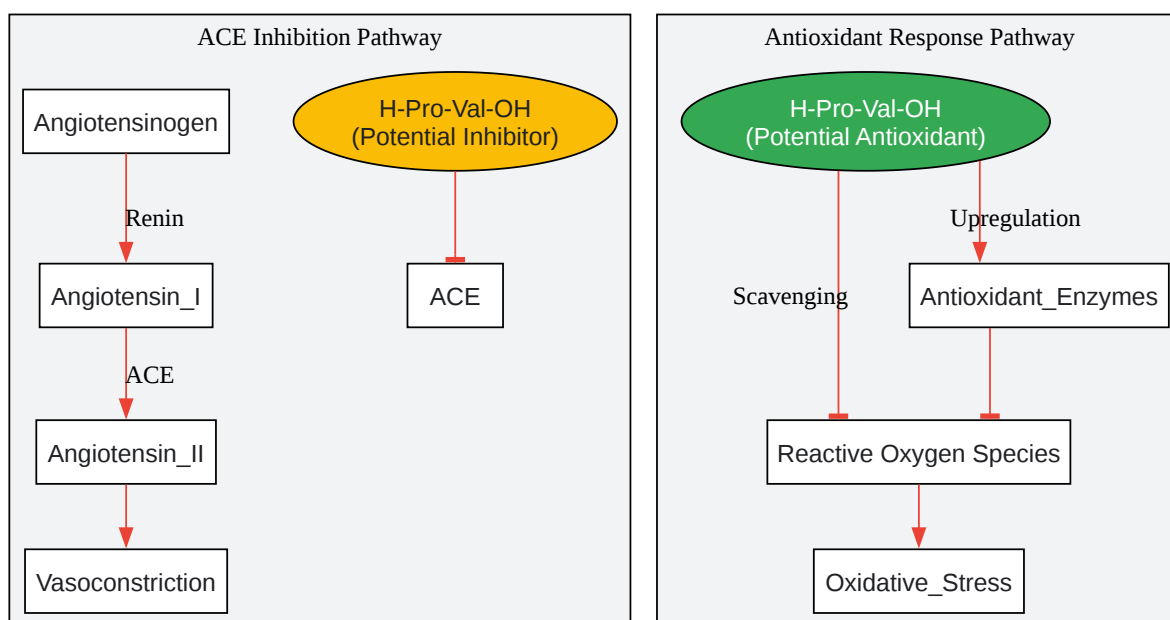 ACE Inhibition Pathway
Angiotensinogen
H-Pro-Val-OH
(Potential Inhibitor)
Renin
Angiotensin_I
ACE
ACE
Angiotensin_II
Vasoconstriction
Antioxidant Response Pathway
H-Pro-Val-OH
(Potential Antioxidant)
Upregulation
Scavenging
Antioxidant_Enzymes
Reactive Oxygen Species
Oxidative_Stress